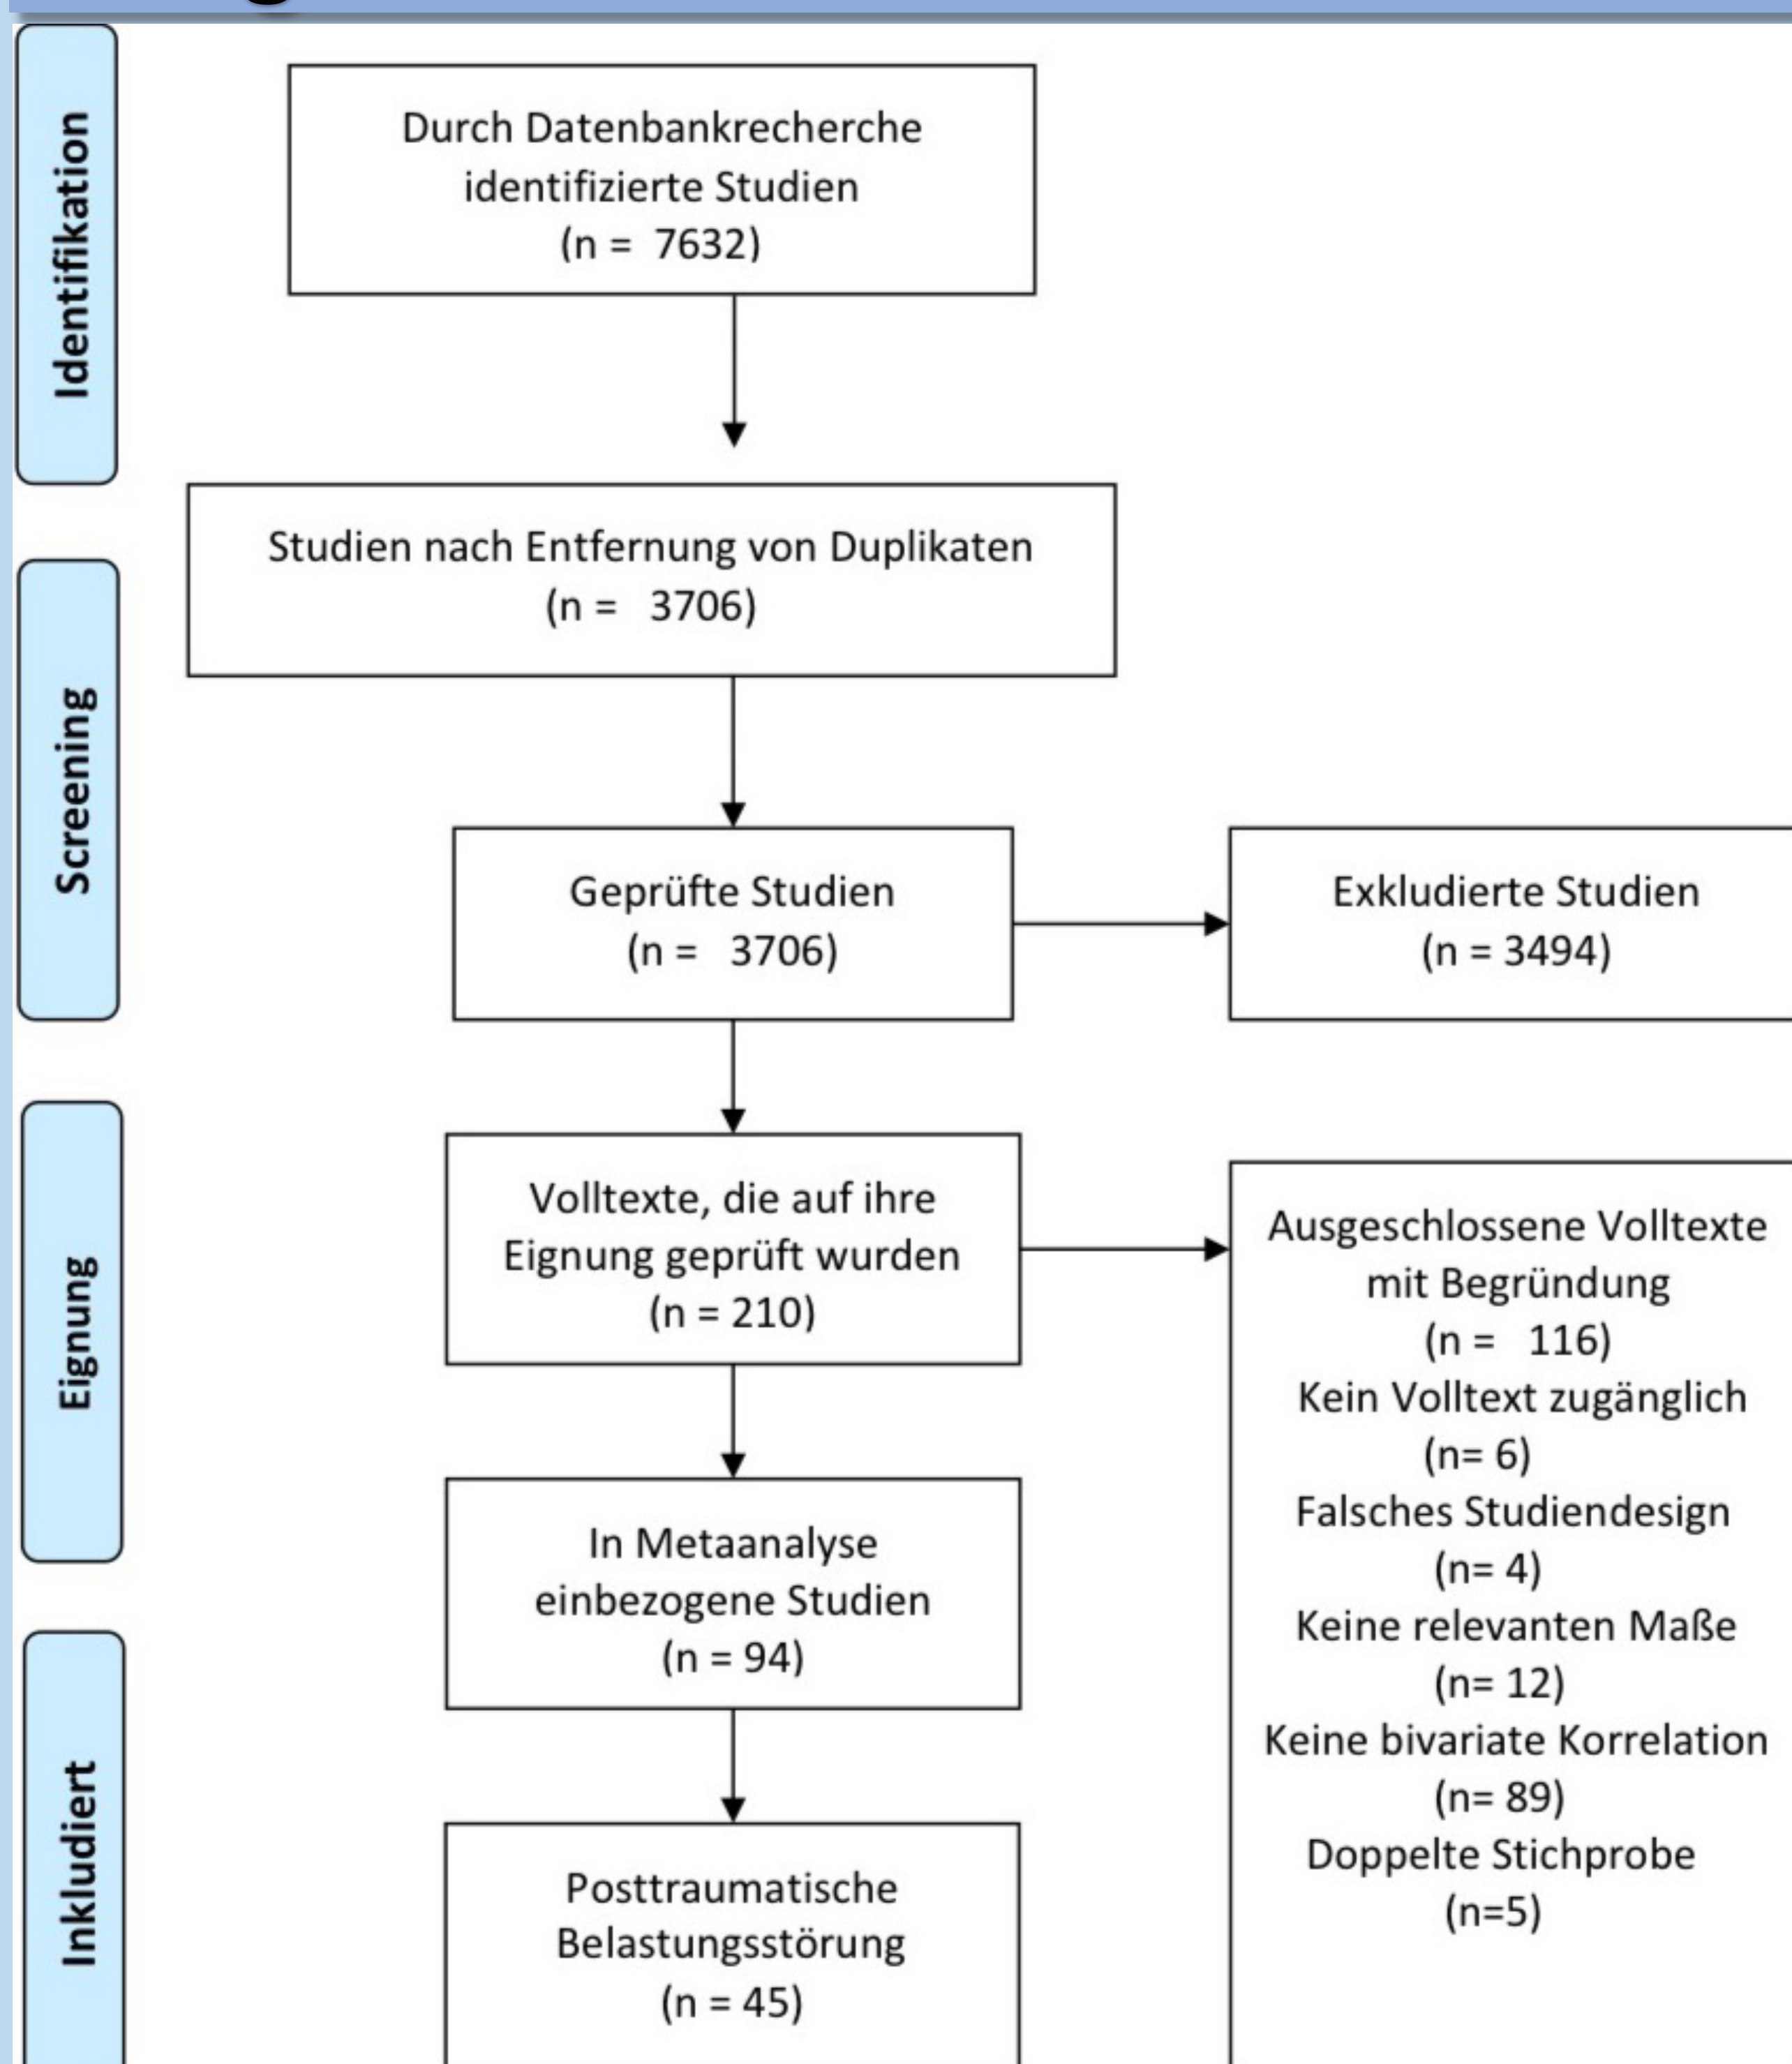 Identifikation
Durch Datenbankrecherche
identifizierte Studien
(n =  7632)
Studien nach Entfernung von Duplikaten
(n =   3706)
Screening
Geprüfte Studien
(n =   3706)
Exkludierte Studien
(n = 3494)
Eignung
Volltexte, die auf ihre
Eignung geprüft wurden
(n = 210)
Ausgeschlossene Volltexte
mit Begründung
(n =   116)
Kein Volltext zugänglich
(n= 6)
Falsches Studiendesign
(n= 4)
Keine relevanten Maße
(n= 12)
Keine bivariate Korrelation
(n= 89)
Doppelte Stichprobe
(n=5)
In Metaanalyse
einbezogene Studien
(n = 94)
Inkludiert
Posttraumatische
Belastungsstörung
(n = 45)